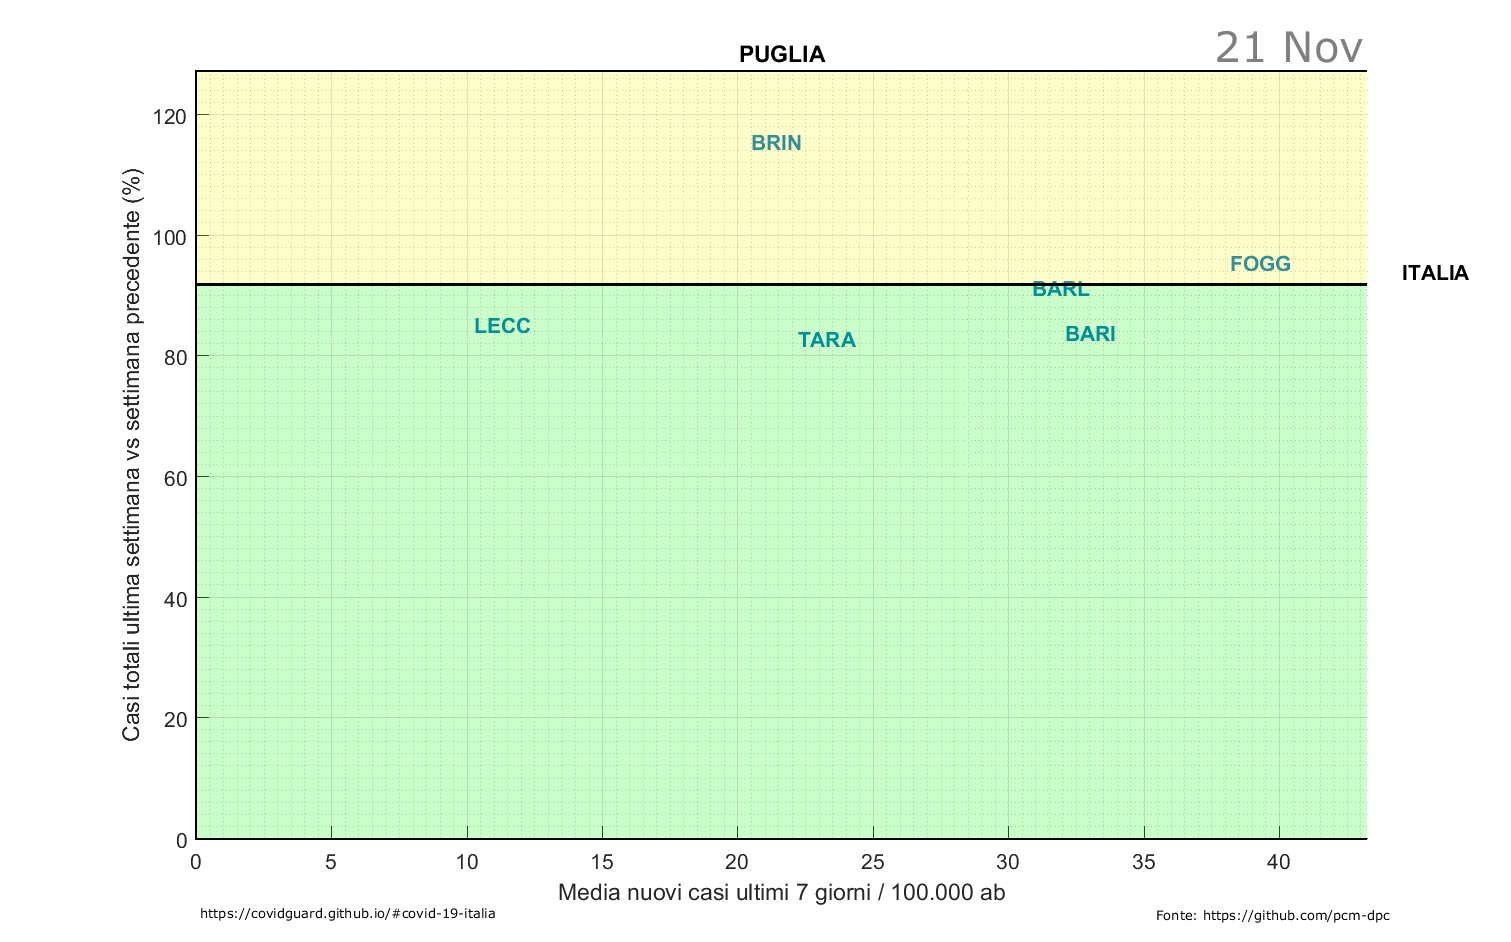 PUGLIA
21 Nov
120
100
80
60
40
20
0
Casi totali ultima settimana vs settimana precedente (%)
BRIN
FOGG
ITALIA
BARL
LECC
TARA
BARI
0 5 10 15 20 25 30 35 40
Media nuovi casi ultimi 7 giorni / 100.000 ab
https://covidguard.github.io/#covid-19-italia
Fonte: https://github.com/pcm-dpc